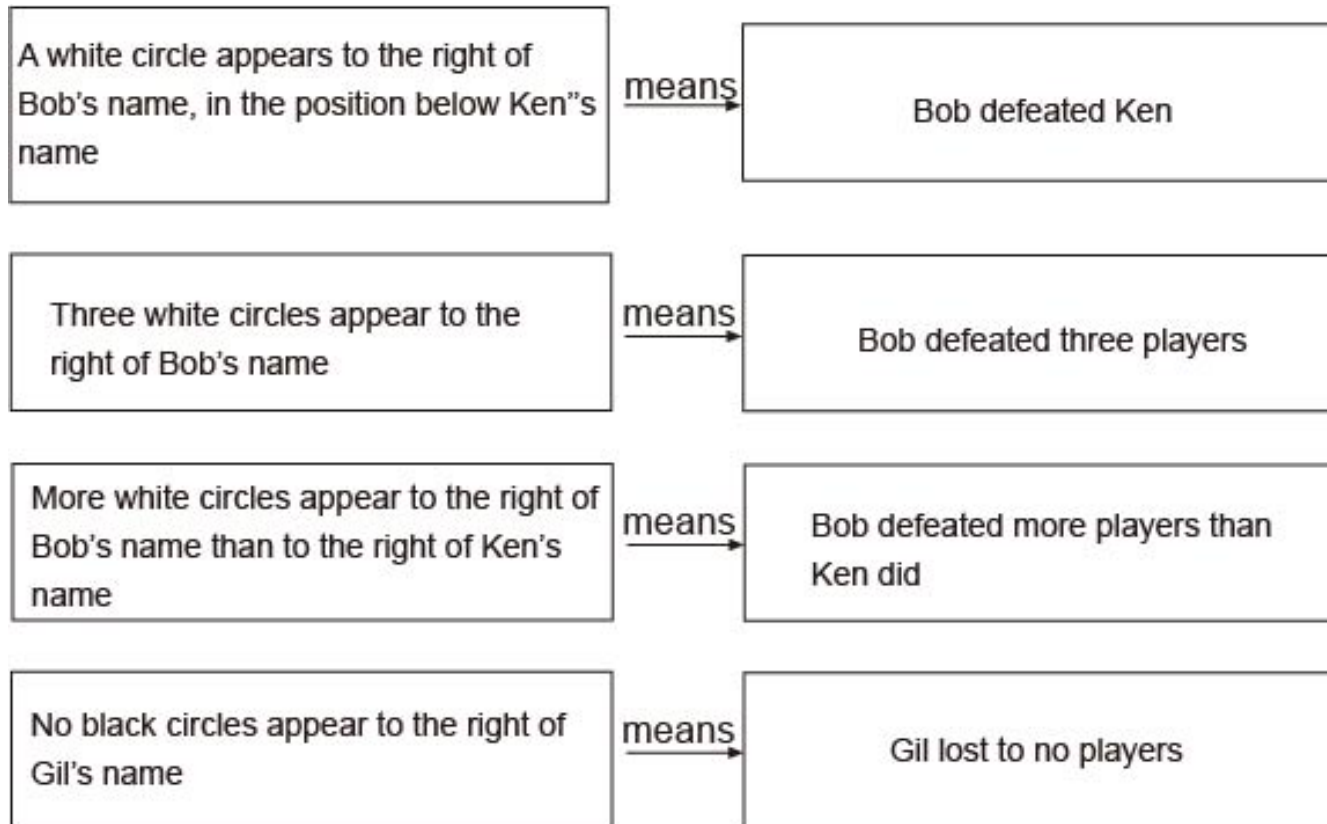 A white circle appears to the right of
Bob's name, in the position below Ken"s
name
means
Bob defeated Ken
Three white circles appear to the
right of Bob's name
means
Bob defeated three players
More white circles appear to the right of
Bob's name than to the right of Ken's
name
means
Bob defeated more players than
Ken did
No black circles appear to the right of
Gil's name
means
Gil lost to no players